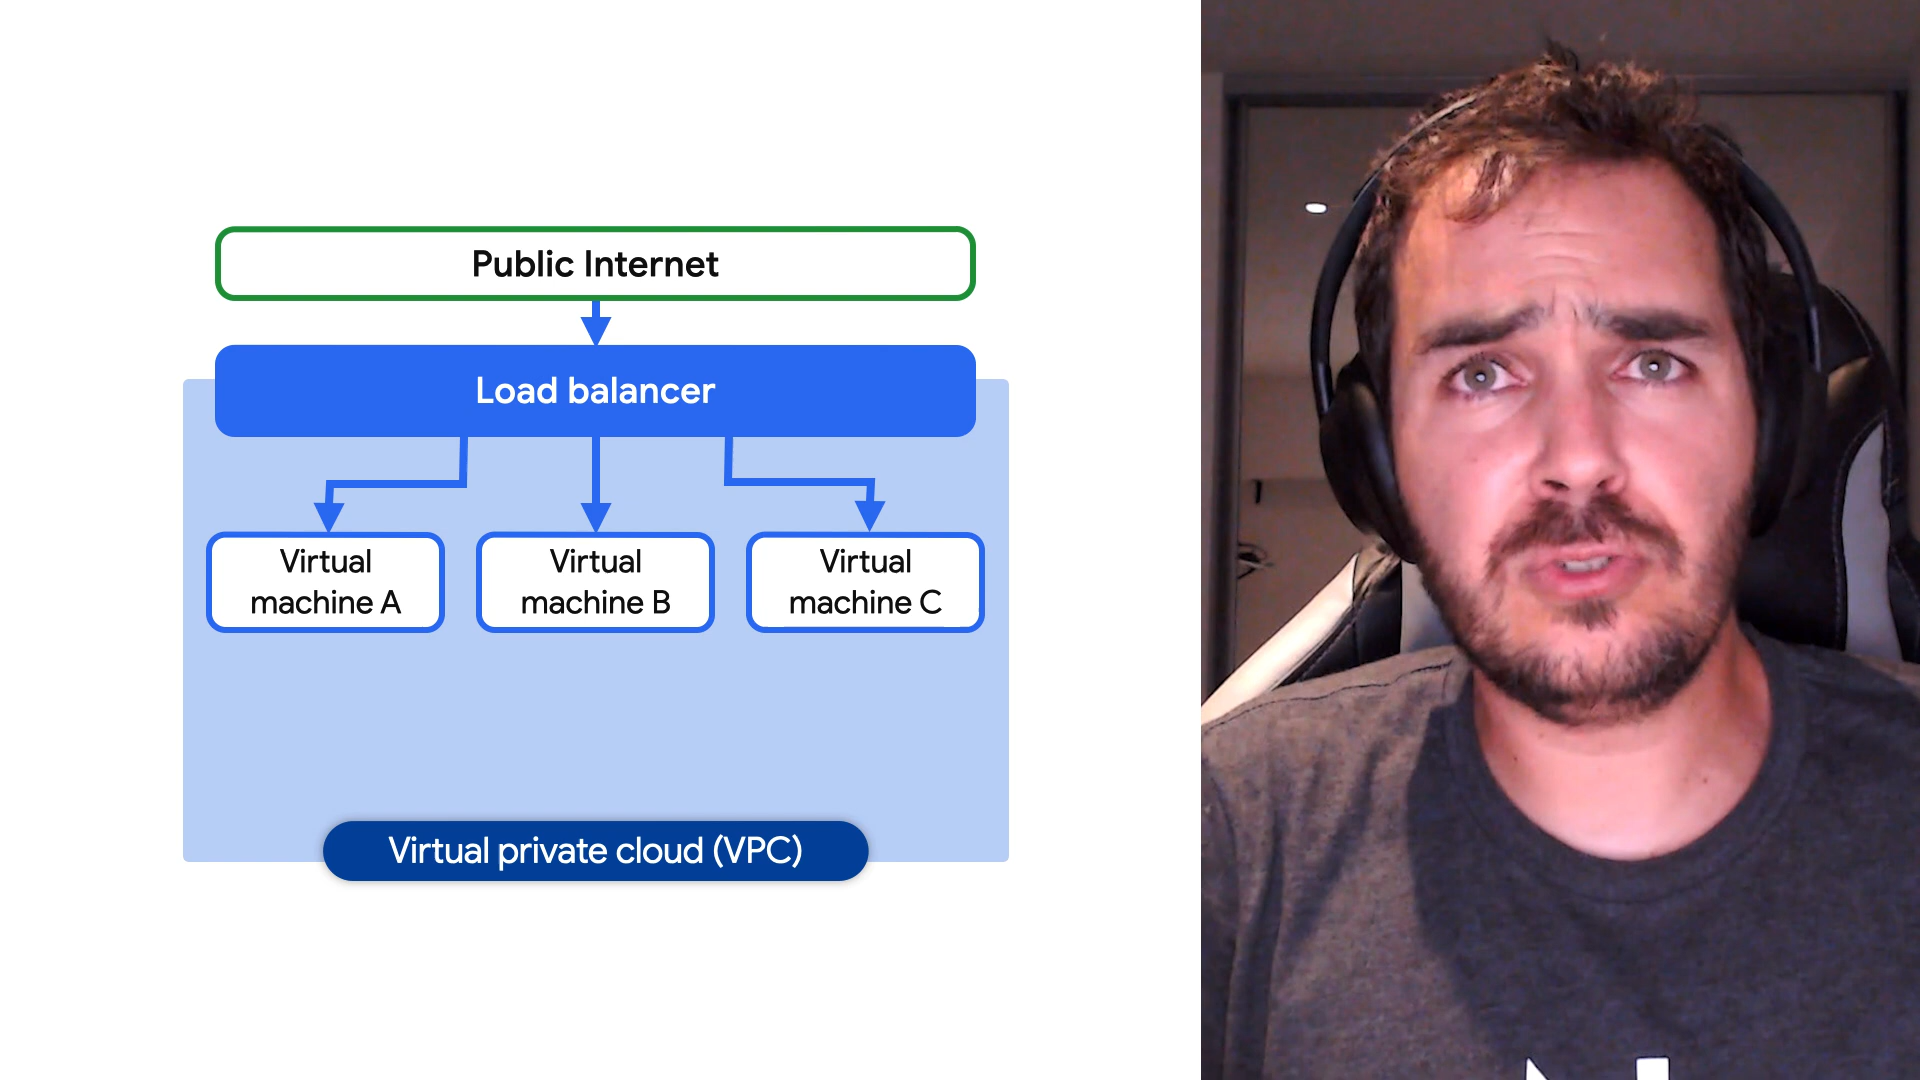 Public Internet
Load balancer
Virtual
machine A
Virtual
machine B
Virtual
machine C
Virtual private cloud (VPC)